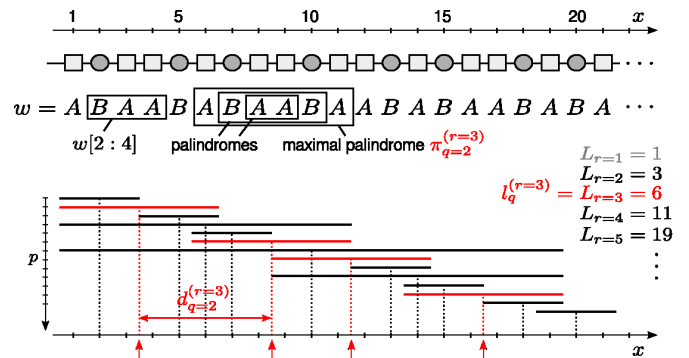 1 5 10 15 20 x
w = A B A A B A B A A B A A B A B A A B A B A ···
w[2 : 4] palindromes maximal palindrome π_{q=2}^{(r=3)}
L_{r=1} = 1
L_{r=2} = 3
l_q^{(r=3)} = L_{r=3} = 6
L_{r=4} = 11
L_{r=5} = 19
⋮
p
d_{q=2}^{(r=3)}
··· x